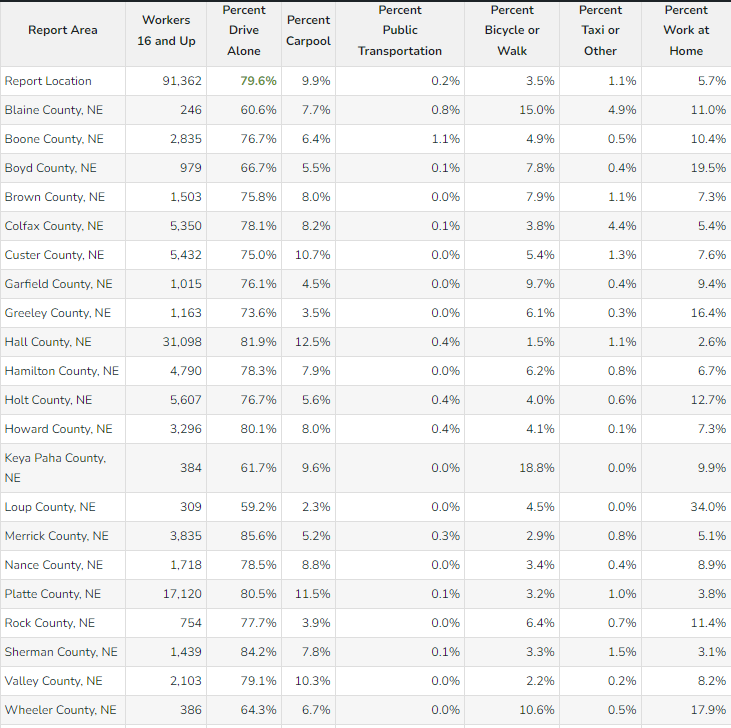 Report Area Workers 16 and Up Percent Drive Alone Percent Carpool Percent Public Transportation Percent Bicycle or Walk Percent Taxi or Other Percent Work at Home
Report Location 91,362 79.6% 9.9% 0.2% 3.5% 1.1% 5.7%
Blaine County, NE 246 60.6% 7.7% 0.8% 15.0% 4.9% 11.0%
Boone County, NE 2,835 76.7% 6.4% 1.1% 4.9% 0.5% 10.4%
Boyd County, NE 979 66.7% 5.5% 0.1% 7.8% 0.4% 19.5%
Brown County, NE 1,503 75.8% 8.0% 0.0% 7.9% 1.1% 7.3%
Colfax County, NE 5,350 78.1% 8.2% 0.1% 3.8% 4.4% 5.4%
Custer County, NE 5,432 75.0% 10.7% 0.0% 5.4% 1.3% 7.6%
Garfield County, NE 1,015 76.1% 4.5% 0.0% 9.7% 0.4% 9.4%
Greeley County, NE 1,163 73.6% 3.5% 0.0% 6.1% 0.3% 16.4%
Hall County, NE 31,098 81.9% 12.5% 0.4% 1.5% 1.1% 2.6%
Hamilton County, NE 4,790 78.3% 7.9% 0.0% 6.2% 0.8% 6.7%
Holt County, NE 5,607 76.7% 5.6% 0.4% 4.0% 0.6% 12.7%
Howard County, NE 3,296 80.1% 8.0% 0.4% 4.1% 0.1% 7.3%
Keya Paha County, NE 384 61.7% 9.6% 0.0% 18.8% 0.0% 9.9%
Loup County, NE 309 59.2% 2.3% 0.0% 4.5% 0.0% 34.0%
Merrick County, NE 3,835 85.6% 5.2% 0.3% 2.9% 0.8% 5.1%
Nance County, NE 1,718 78.5% 8.8% 0.0% 3.4% 0.4% 8.9%
Platte County, NE 17,120 80.5% 11.5% 0.1% 3.2% 1.0% 3.8%
Rock County, NE 754 77.7% 3.9% 0.0% 6.4% 0.7% 11.4%
Sherman County, NE 1,439 84.2% 7.8% 0.1% 3.3% 1.5% 3.1%
Valley County, NE 2,103 79.1% 10.3% 0.0% 2.2% 0.2% 8.2%
Wheeler County, NE 386 64.3% 6.7% 0.0% 10.6% 0.5% 17.9%